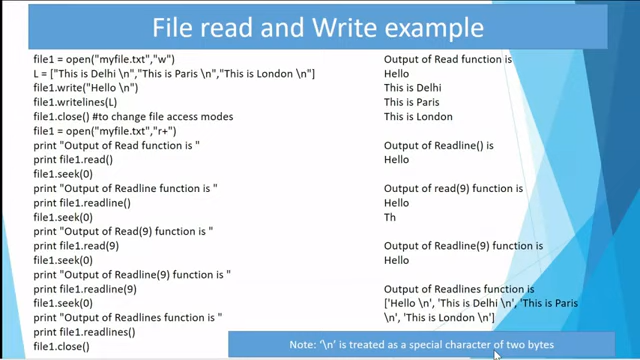 File read and Write example
file1 = open("myfile.txt","w")
L = ["This is Delhi \n","This is Paris \n","This is London \n"]
file1.write("Hello \n")
file1.writelines(L)
file1.close() #to change file access modes
file1 = open("myfile.txt","r+")
print "Output of Read function is "
print file1.read()
file1.seek(0)
print "Output of Readline function is "
print file1.readline()
file1.seek(0)
print "Output of Read(9) function is "
print file1.read(9)
file1.seek(0)
print "Output of Readline(9) function is "
print file1.readline(9)
file1.seek(0)
print "Output of Readlines function is "
print file1.readlines()
file1.close()
Output of Read function is
Hello
This is Delhi
This is Paris
This is London
Output of Readline() is
Hello
Output of read(9) function is
Hello
Th
Output of Readline(9) function is
Hello
Output of Readlines function is
['Hello \n', 'This is Delhi \n', 'This is Paris
\n', 'This is London \n']
Note: '\n' is treated as a special character of two bytes